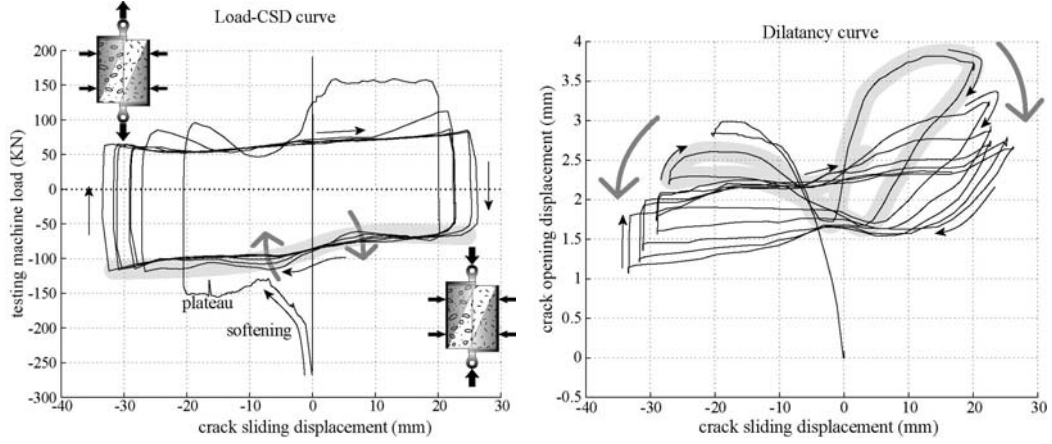 Load-CSD curve
200
150
100
50
0
-50
-100
-150
-200
-250
-300
testing machine load (KN)
plateau
softening
-40 -30 -20 -10 0 10 20 30
crack sliding displacement (mm)
Dilatancy curve
4
3.5
3
2.5
2
1.5
1
0.5
0
-0.5
crack opening displacement (mm)
-40 -30 -20 -10 0 10 20 30
crack sliding displacement (mm)